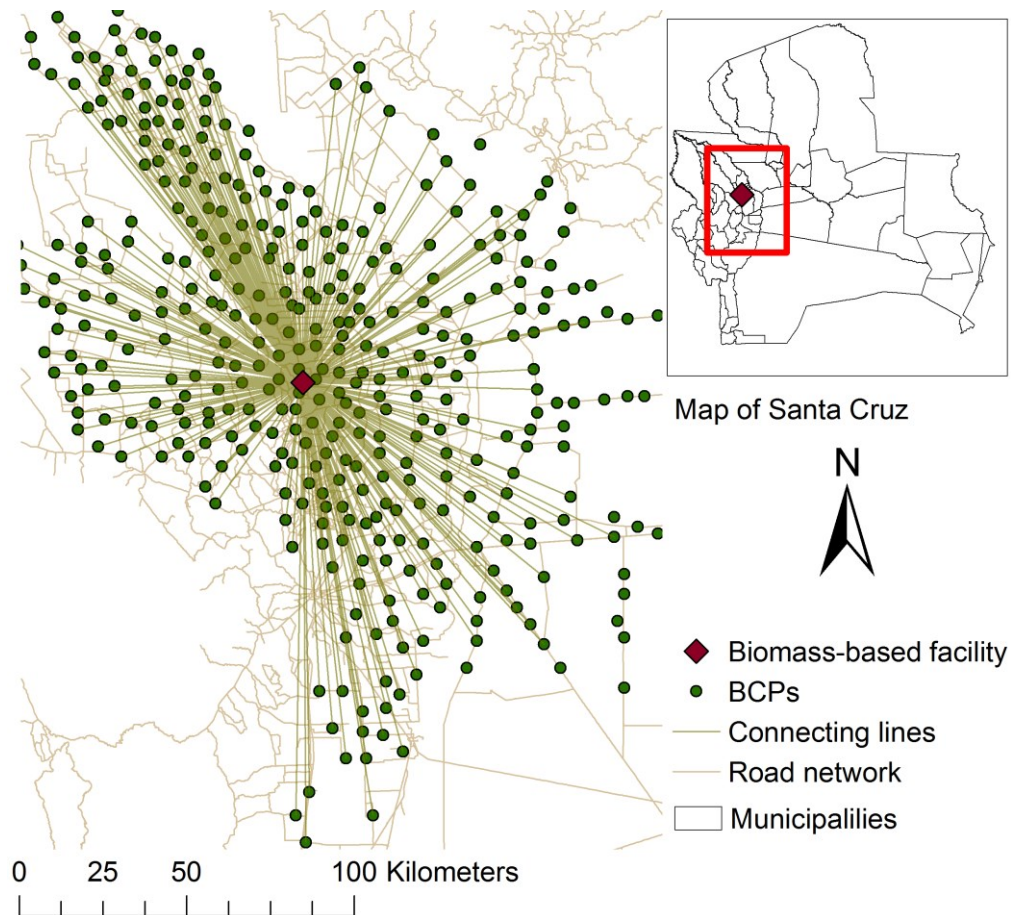 Map of Santa Cruz
N
Biomass-based facility
BCPs
Connecting lines
Road network
Municipalilies
0 25 50 100 Kilometers